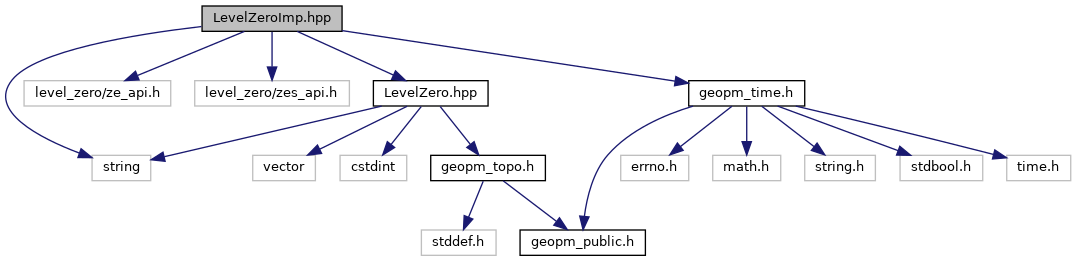 LevelZeroImp.hpp
level_zero/ze_api.h
level_zero/zes_api.h
LevelZero.hpp
geopm_time.h
string
vector
cstdint
geopm_topo.h
errno.h
math.h
string.h
stdbool.h
time.h
stddef.h
geopm_public.h